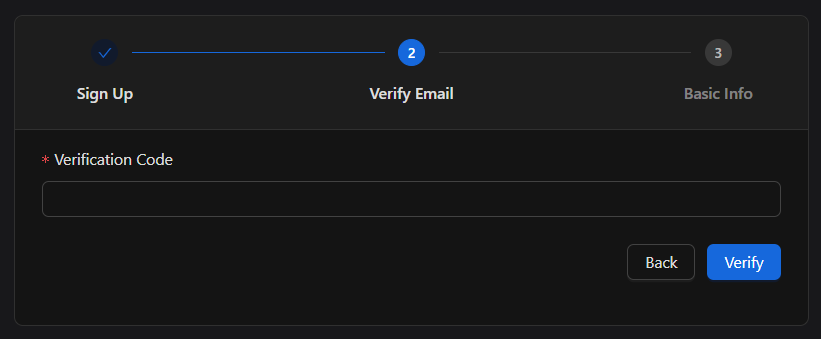 2
3
Sign Up
Verify Email
Basic Info
* Verification Code
Back
Verify